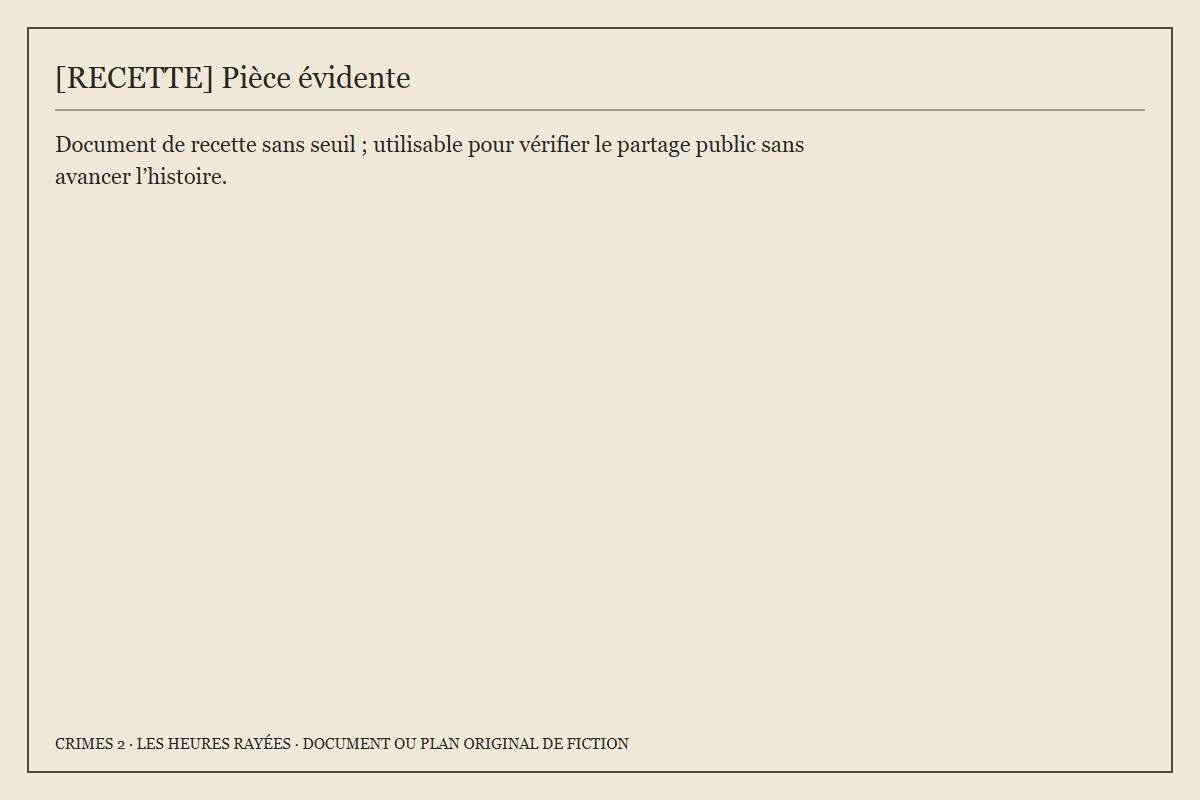 [RECETTE] Pièce évidente
Document de recette sans seuil ; utilisable pour vérifier le partage public sans
avancer l’histoire.
CRIMES 2 · LES HEURES RAYÉES · DOCUMENT OU PLAN ORIGINAL DE FICTION